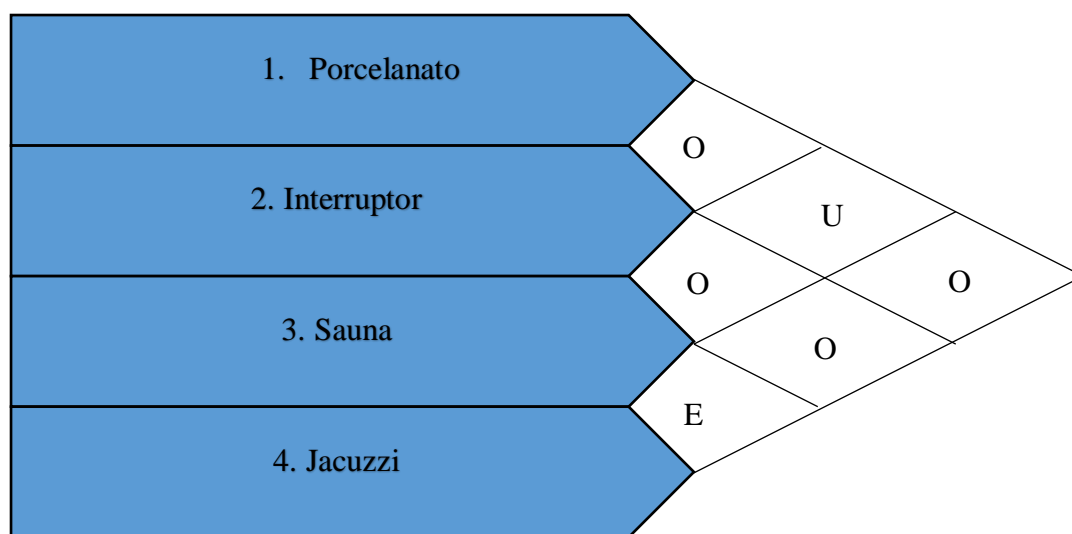 1. Porcelanato
O
2. Interruptor
U
O
O
3. Sauna
O
E
4. Jacuzzi